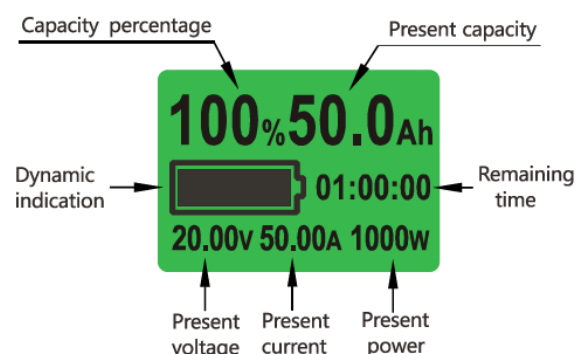 Capacity percentage
Present capacity
100% 50.0Ah
Dynamic indication
01:00:00
Remaining time
20.00V 50.00A 1000W
Present voltage
Present current
Present power